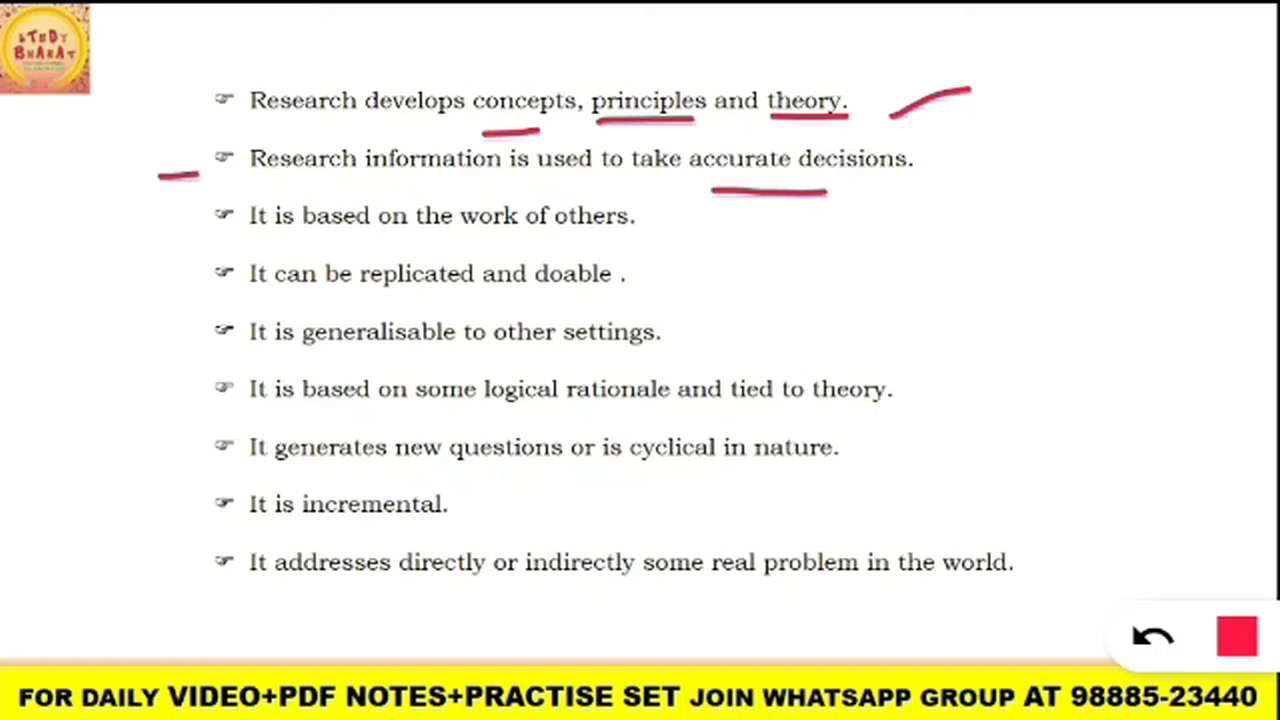 STUDY
BHARAT
Research develops concepts, principles and theory.
Research information is used to take accurate decisions.
It is based on the work of others.
It can be replicated and doable .
It is generalisable to other settings.
It is based on some logical rationale and tied to theory.
It generates new questions or is cyclical in nature.
It is incremental.
It addresses directly or indirectly some real problem in the world.
FOR DAILY VIDEO+PDF NOTES+PRACTISE SET JOIN WHATSAPP GROUP AT 98885-23440